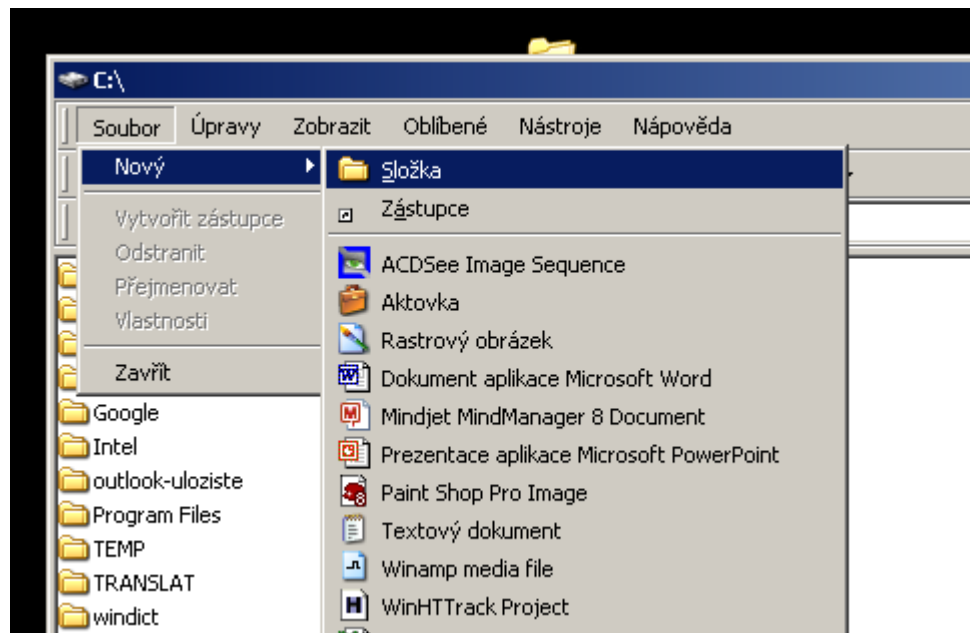 C:\
Soubor Úpravy Zobrazit Oblíbené Nástroje Nápověda
Nový
Vytvořit zástupce
Odstranit
Přejmenovat
Vlastnosti
Zavřít
Složka
Zástupce
ACDSee Image Sequence
Aktovka
Rastrový obrázek
Dokument aplikace Microsoft Word
Mindjet MindManager 8 Document
Prezentace aplikace Microsoft PowerPoint
Paint Shop Pro Image
Textový dokument
Winamp media file
WinHTTrack Project
Google
Intel
outlook-uloziste
Program Files
TEMP
TRANSLAT
windict